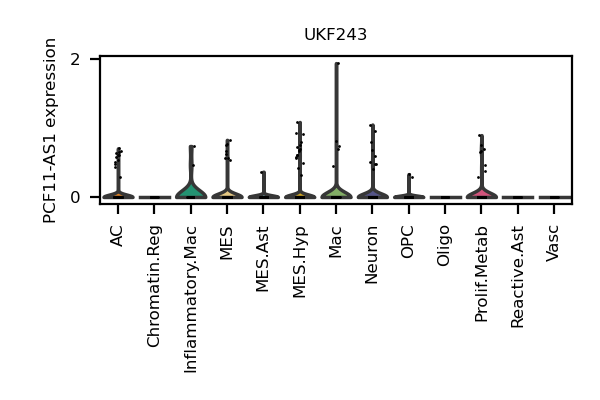 UKF243
PCF11-AS1 expression
2
0
AC
Chromatin.Reg
Inflammatory.Mac
MES
MES.Ast
MES.Hyp
Mac
Neuron
OPC
Oligo
Prolif.Metab
Reactive.Ast
Vasc